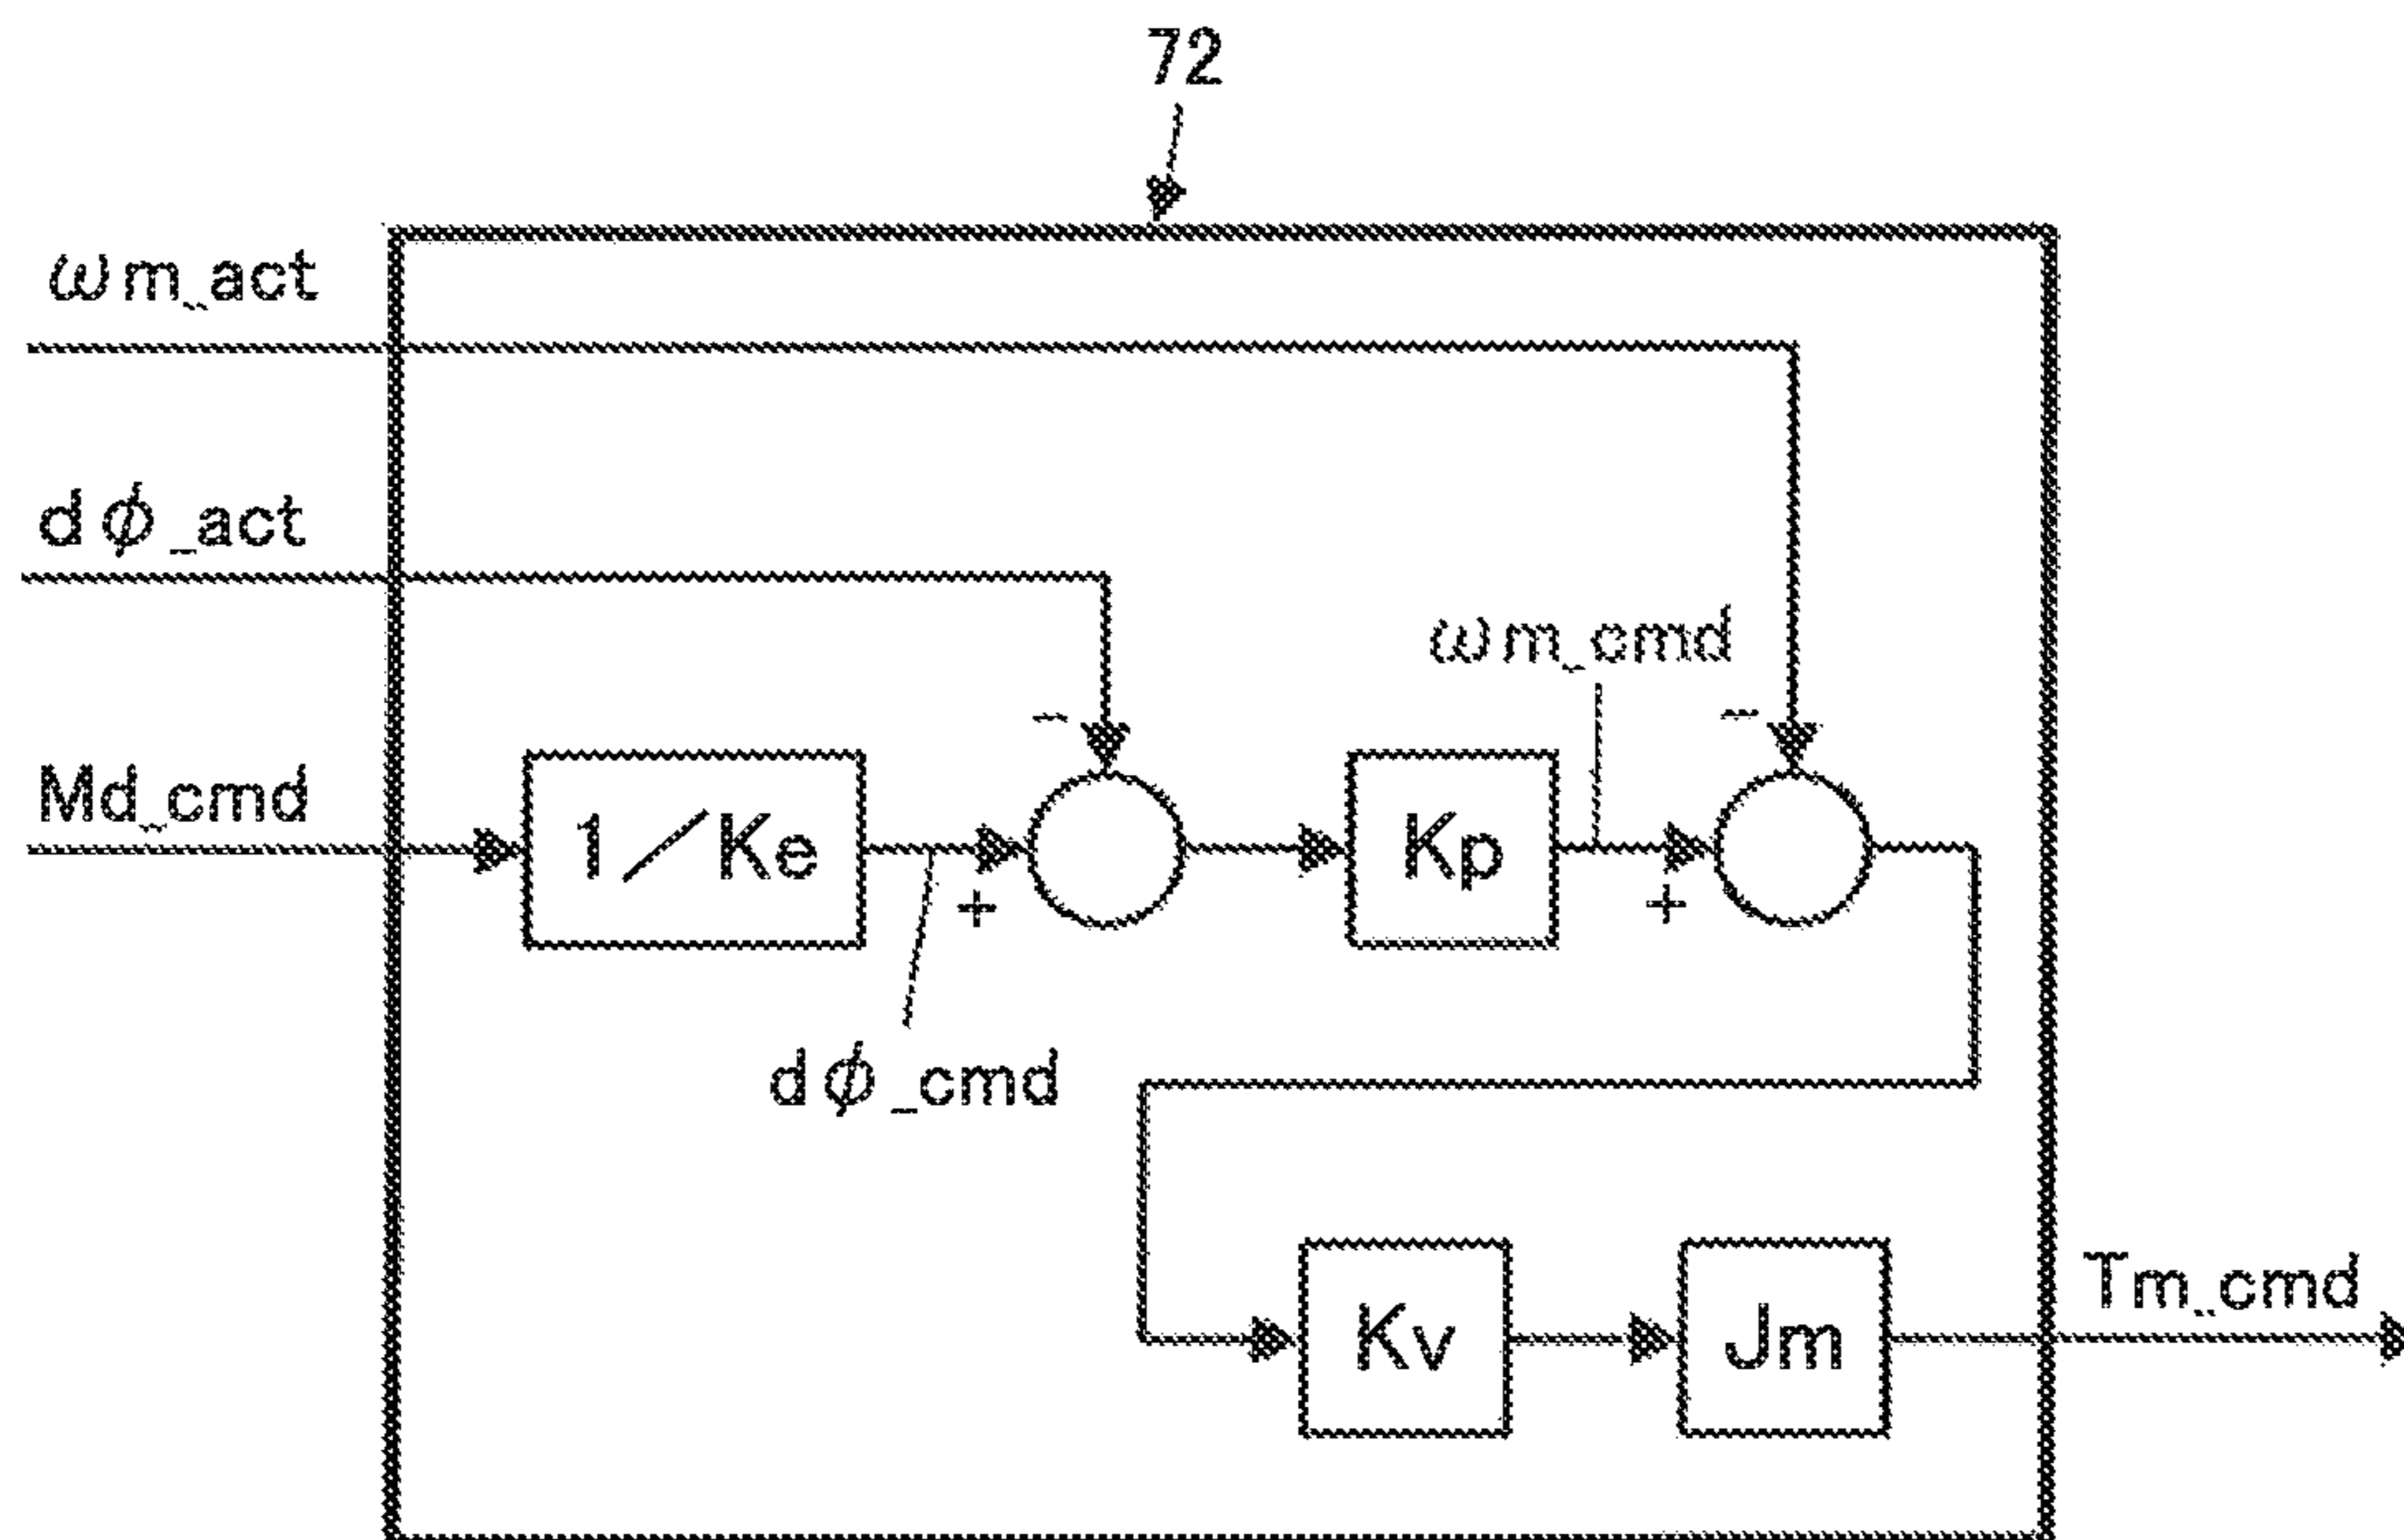 72
ωm_act
dφ_act
ωm_cmd
−
−
Md_cmd
1／Ke
Kp
+
+
dφ_cmd
Tm_cmd
Kv
Jm